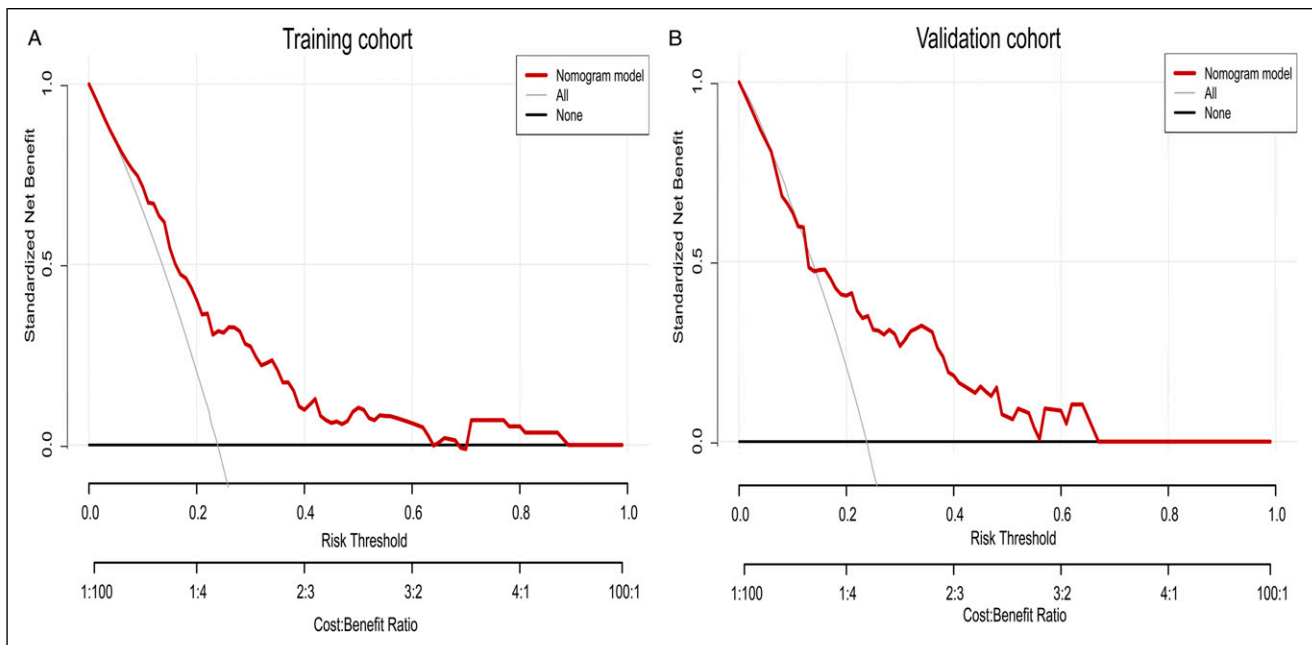 A
Training cohort
Nomogram model
All
None
Standardized Net Benefit
1.0
0.5
0.0
0.0 0.2 0.4 0.6 0.8 1.0
Risk Threshold
1:100 1:4 2:3 3:2 4:1 100:1
Cost:Benefit Ratio
B
Validation cohort
Nomogram model
All
None
Standardized Net Benefit
1.0
0.5
0.0
0.0 0.2 0.4 0.6 0.8 1.0
Risk Threshold
1:100 1:4 2:3 3:2 4:1 100:1
Cost:Benefit Ratio